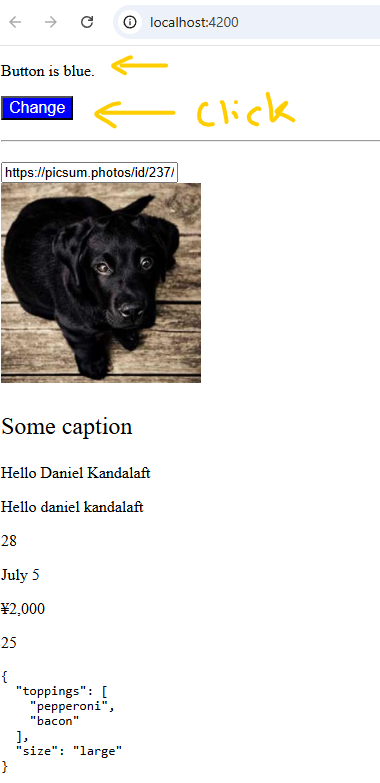 localhost:4200
Button is blue.
Change
click
https://picsum.photos/id/237/
Some caption
Hello Daniel Kandalaft
Hello daniel kandalaft
28
July 5
¥2,000
25
{
  "toppings": [
    "pepperoni",
    "bacon"
  ],
  "size": "large"
}